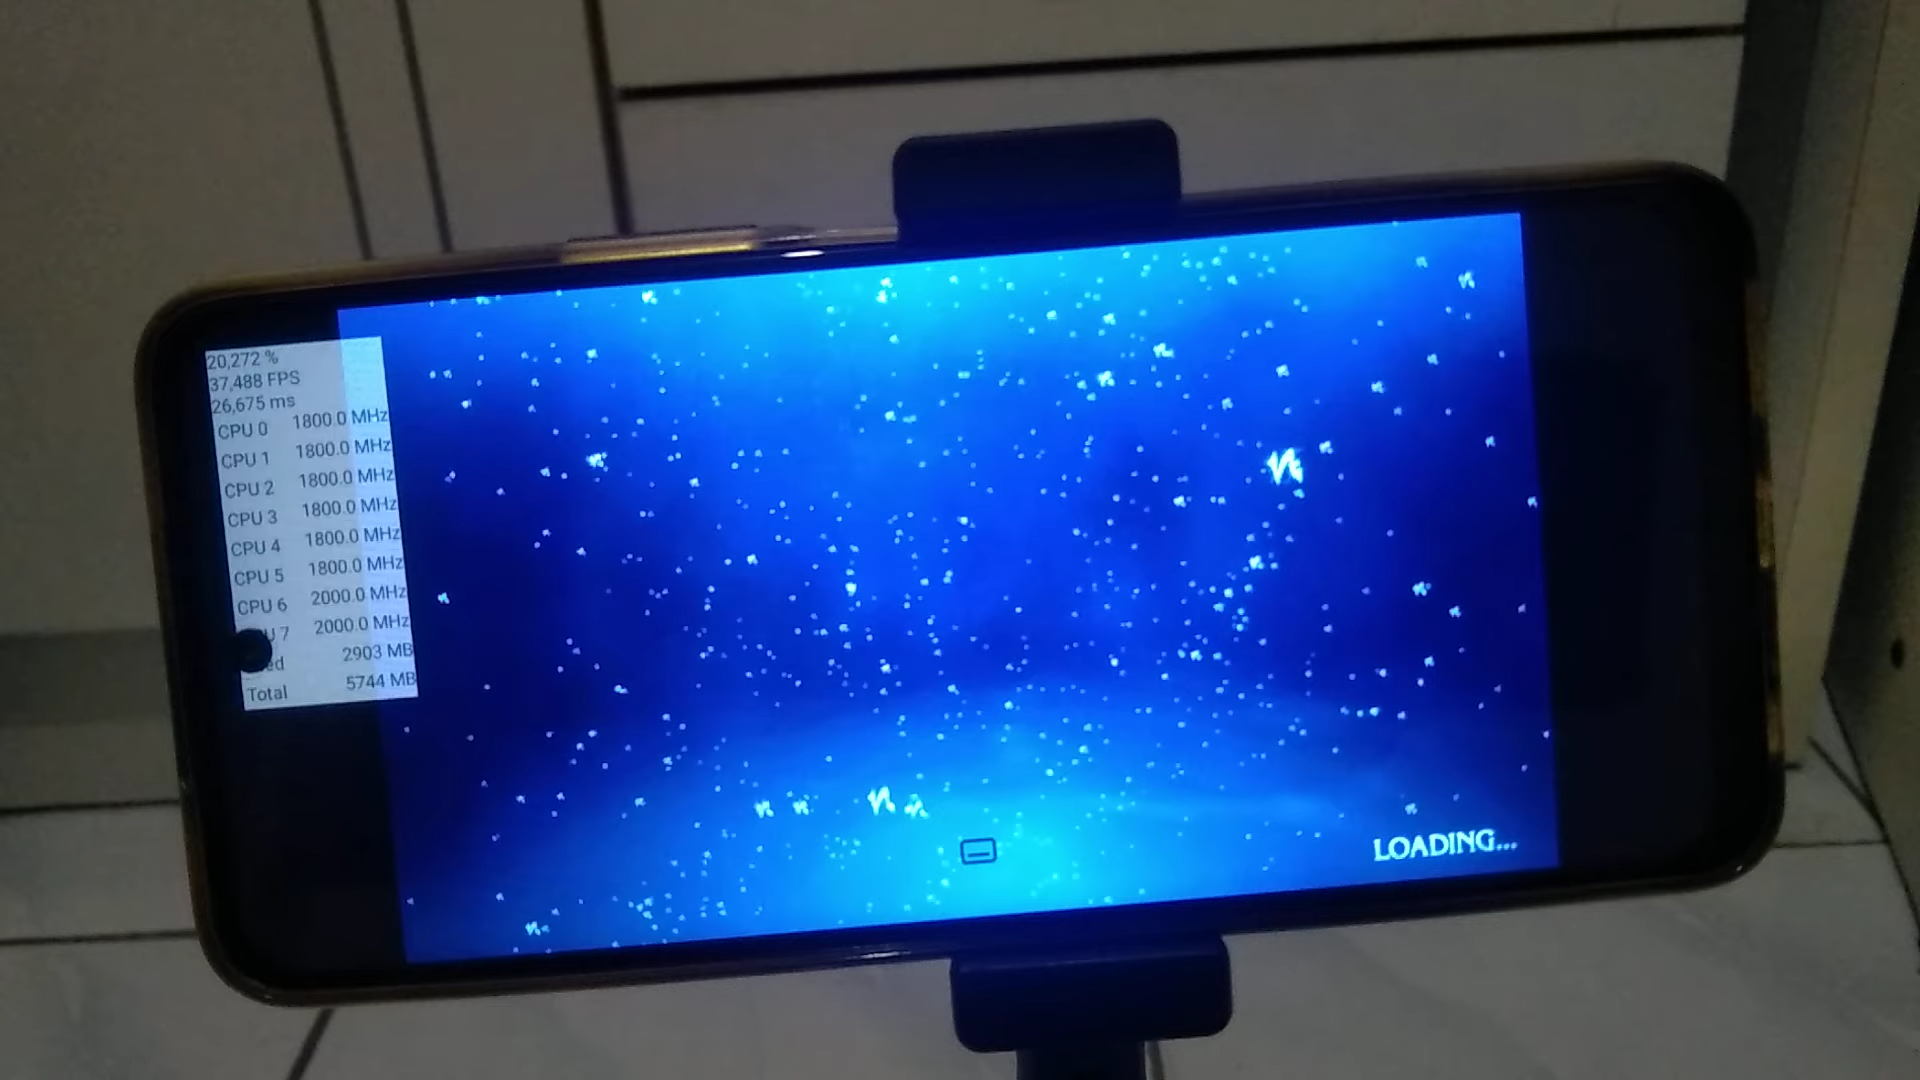 20,272 %
37,488 FPS
26,675 ms
CPU 0 1800.0 MHz
CPU 1 1800.0 MHz
CPU 2 1800.0 MHz
CPU 3 1800.0 MHz
CPU 4 1800.0 MHz
CPU 5 1800.0 MHz
CPU 6 2000.0 MHz
U 7 2000.0 MHz
ed 2903 MB
Total 5744 MB
LOADING...